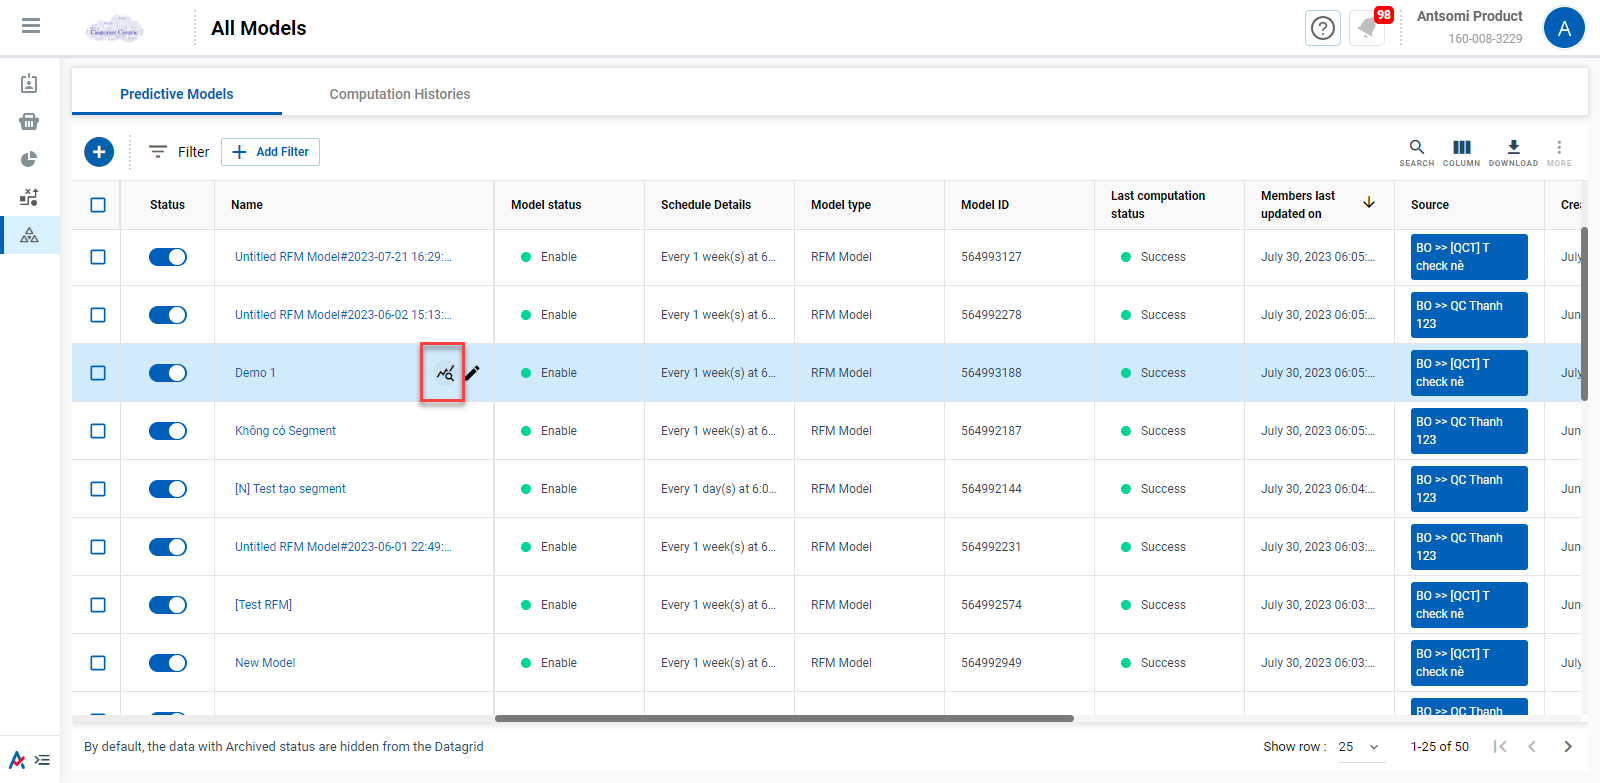 Customer Centric
All Models
98
Antsomi Product
160-008-3229
A
Predictive Models
Computation Histories
Filter
Add Filter
SEARCH
COLUMN
DOWNLOAD
MORE
Status
Name
Model status
Schedule Details
Model type
Model ID
Last computation
status
Members last
updated on
Source
Crea
Untitled RFM Model#2023-07-21 16:29:...
Enable
Every 1 week(s) at 6...
RFM Model
564993127
Success
July 30, 2023 06:05:...
BO >> [QCT] T
check nè
July
Untitled RFM Model#2023-06-02 15:13:...
Enable
Every 1 week(s) at 6...
RFM Model
564992278
Success
July 30, 2023 06:05:...
BO >> QC Thanh
123
Jun
Demo 1
Enable
Every 1 week(s) at 6...
RFM Model
564993188
Success
July 30, 2023 06:05:...
BO >> [QCT] T
check nè
July
Không có Segment
Enable
Every 1 week(s) at 6...
RFM Model
564992187
Success
July 30, 2023 06:05:...
BO >> QC Thanh
123
Jun
[N] Test tạo segment
Enable
Every 1 day(s) at 6:0...
RFM Model
564992144
Success
July 30, 2023 06:04:...
BO >> QC Thanh
123
Jun
Untitled RFM Model#2023-06-01 22:49:...
Enable
Every 1 week(s) at 6...
RFM Model
564992231
Success
July 30, 2023 06:03:...
BO >> QC Thanh
123
Jun
[Test RFM]
Enable
Every 1 week(s) at 6...
RFM Model
564992574
Success
July 30, 2023 06:03:...
BO >> [QCT] T
check nè
Jun
New Model
Enable
Every 1 week(s) at 6...
RFM Model
564992949
Success
July 30, 2023 06:03:...
BO >> [QCT] T
check nè
July
BO >> QC Thanh
By default, the data with Archived status are hidden from the Datagrid
Show row :
25
1-25 of 50